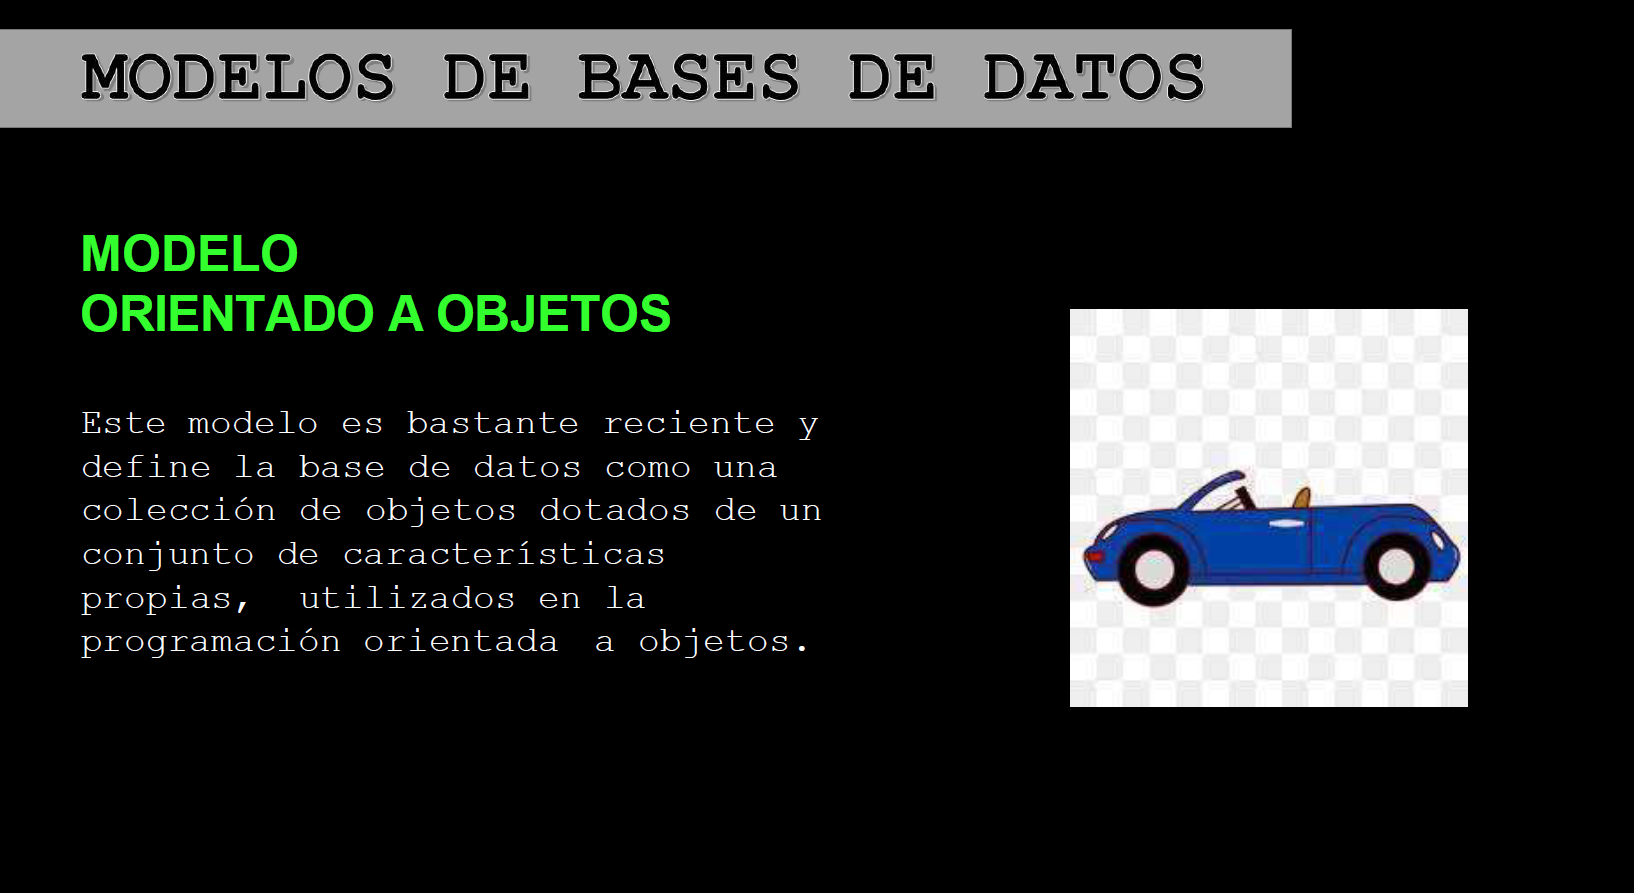 MODELOS DE BASES DE DATOS
MODELO
ORIENTADO A OBJETOS
Este modelo es bastante reciente y
define la base de datos como una
colección de objetos dotados de un
conjunto de características
propias, utilizados en la
programación orientada a objetos.